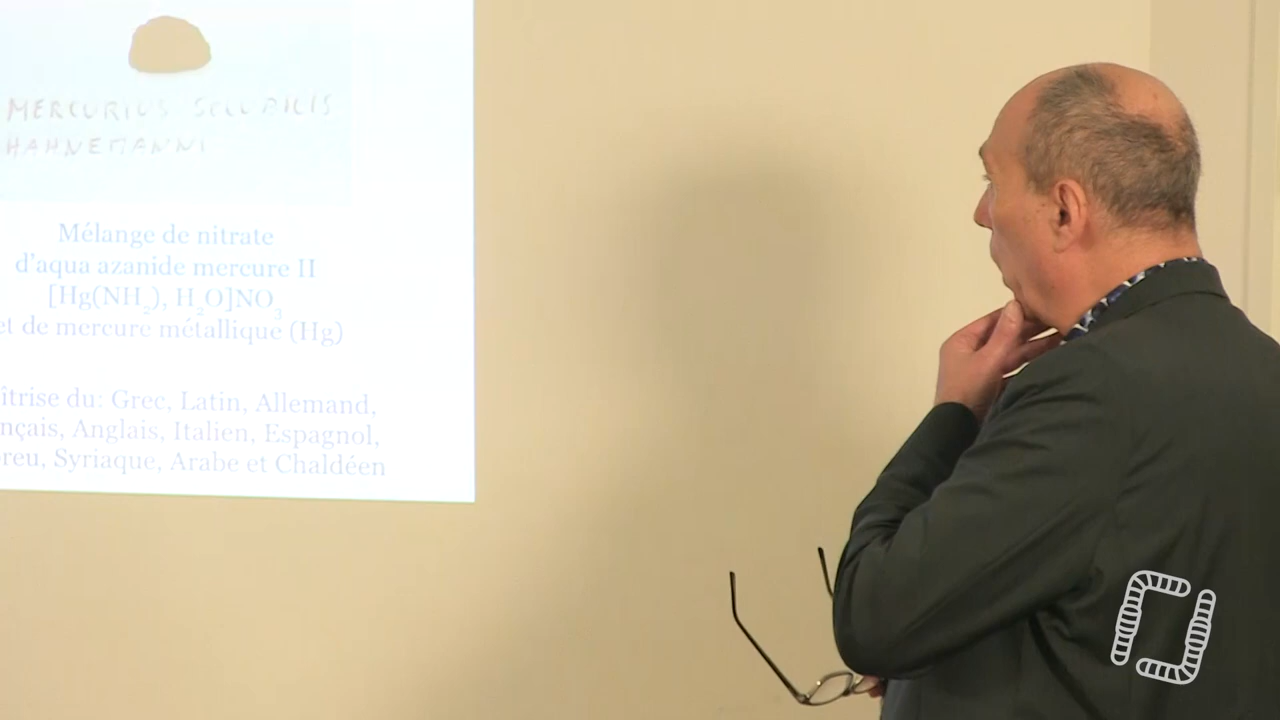 MERCURIUS SOLUBILIS
HAHNEMANNI
Mélange de nitrate
d'aqua azanide mercure II
[Hg(NH₂), H₂O]NO₃
et de mercure métallique (Hg)
îtrise du: Grec, Latin, Allemand,
nçais, Anglais, Italien, Espagnol,
reu, Syriaque, Arabe et Chaldéen